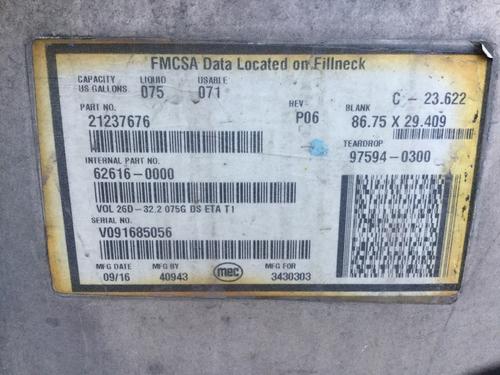 FMCSA Data Located on Fillneck
CAPACITY LIQUID USABLE
US GALLONS 075 071
C - 23.622
PART NO. REV BLANK
21237676 P06 86.75 X 29.409
TEARDROP
INTERNAL PART NO. 97594-0300
62616-0000
VOL 26D-32.2 075G DS ETA T1
SERIAL NO.
V091685056
MFG DATE MFG BY mec MFG FOR
09/16 40943 3430303